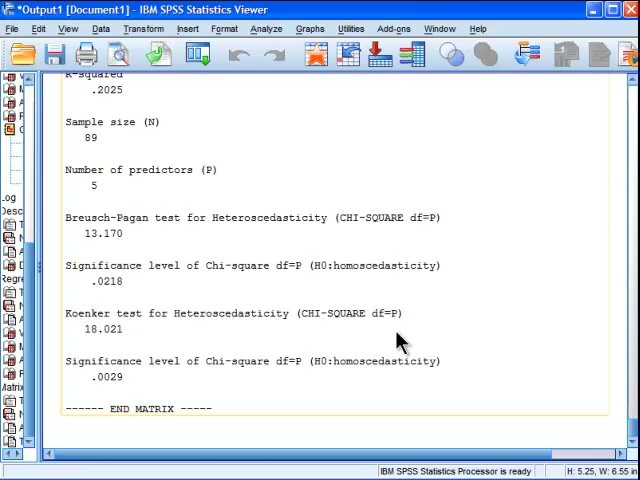 *Output1 [Document1] - IBM SPSS Statistics Viewer
File Edit View Data Transform Insert Format Analyze Graphs Utilities Add-ons Window Help
R-squared
.2025
Sample size (N)
89
Number of predictors (P)
5
Breusch-Pagan test for Heteroscedasticity (CHI-SQUARE df=P)
13.170
Significance level of Chi-square df=P (H0:homoscedasticity)
.0218
Koenker test for Heteroscedasticity (CHI-SQUARE df=P)
18.021
Significance level of Chi-square df=P (H0:homoscedasticity)
.0029
------ END MATRIX -----
Log
Desc
Regre
Matrix
IBM SPSS Statistics Processor is ready
H: 5.25, W: 6.55 in